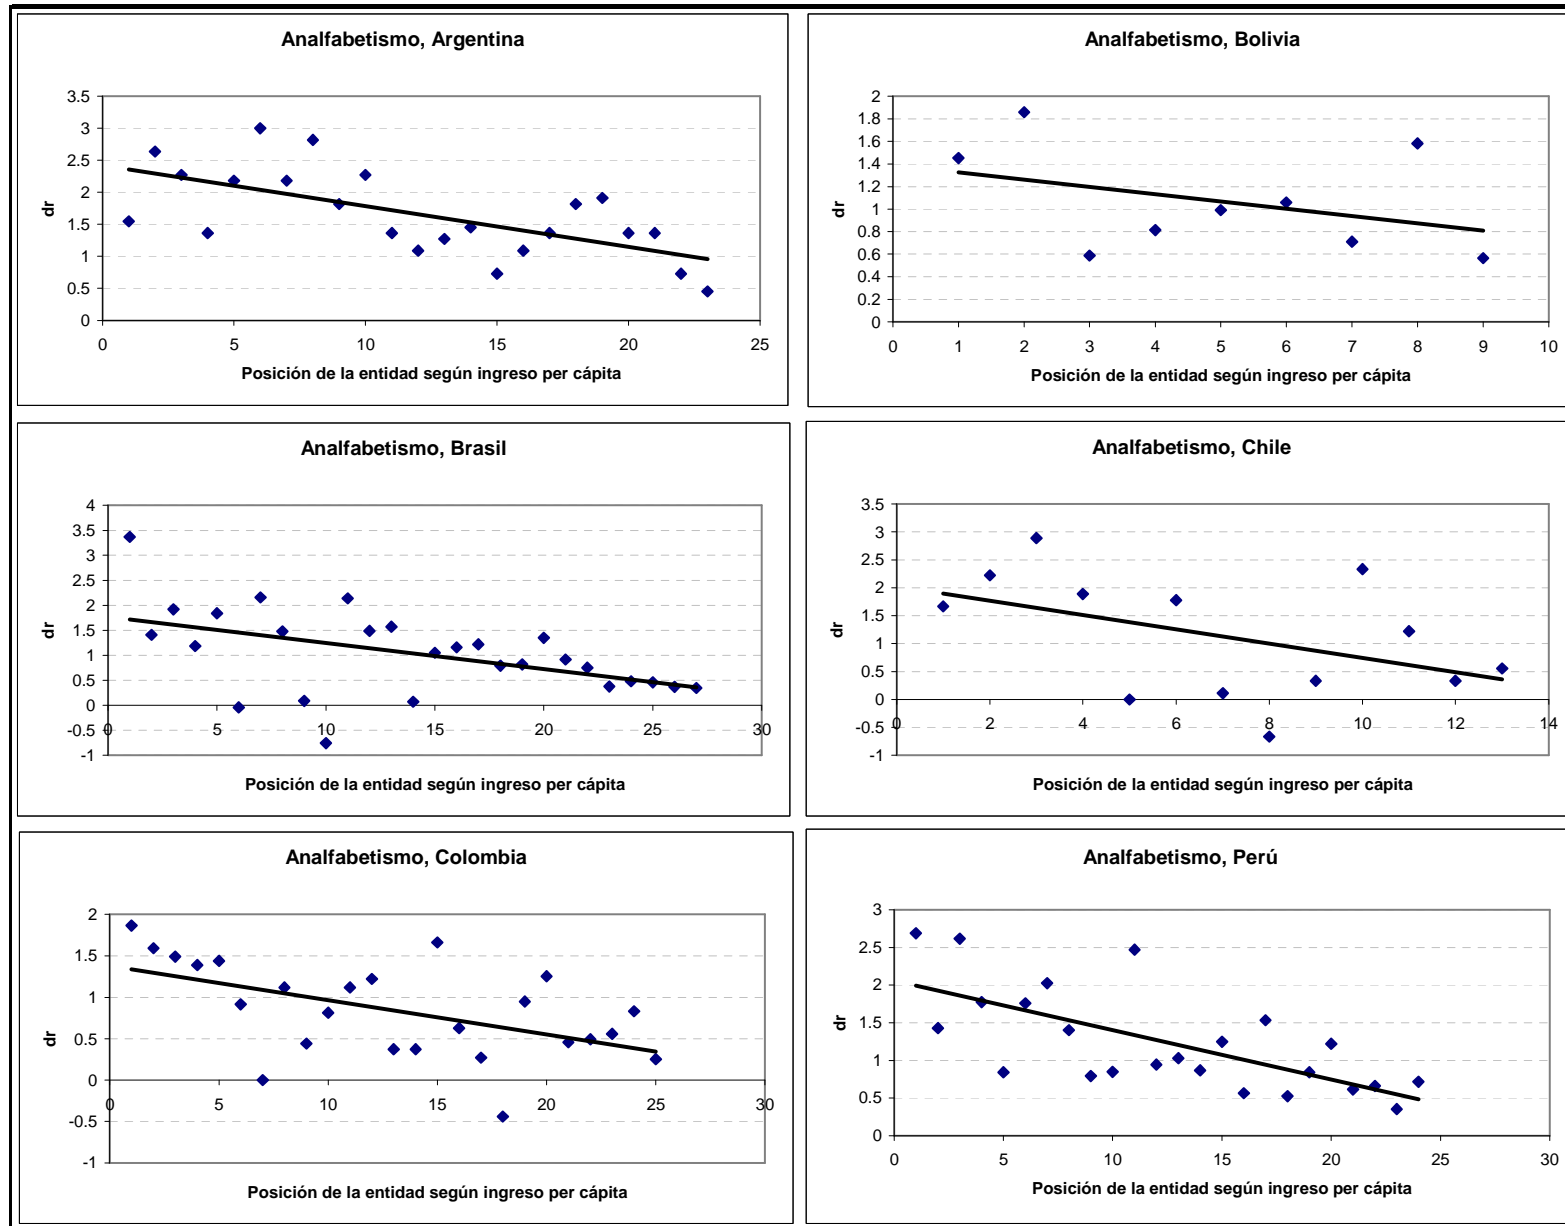 Analfabetismo, Argentina
3.5
3
2.5
2
1.5
1
0.5
0
dr
0 5 10 15 20 25
Posición de la entidad según ingreso per cápita
Analfabetismo, Bolivia
2
1.8
1.6
1.4
1.2
1
0.8
0.6
0.4
0.2
0
dr
0 1 2 3 4 5 6 7 8 9 10
Posición de la entidad según ingreso per cápita
Analfabetismo, Brasil
4
3.5
3
2.5
2
1.5
1
0.5
0
-0.5
-1
dr
0 5 10 15 20 25 30
Posición de la entidad según ingreso per cápita
Analfabetismo, Chile
3.5
3
2.5
2
1.5
1
0.5
0
-0.5
-1
dr
0 2 4 6 8 10 12 14
Posición de la entidad según ingreso per cápita
Analfabetismo, Colombia
2
1.5
1
0.5
0
-0.5
-1
dr
0 5 10 15 20 25 30
Posición de la entidad según ingreso per cápita
Analfabetismo, Perú
3
2.5
2
1.5
1
0.5
0
dr
0 5 10 15 20 25 30
Posición de la entidad según ingreso per cápita